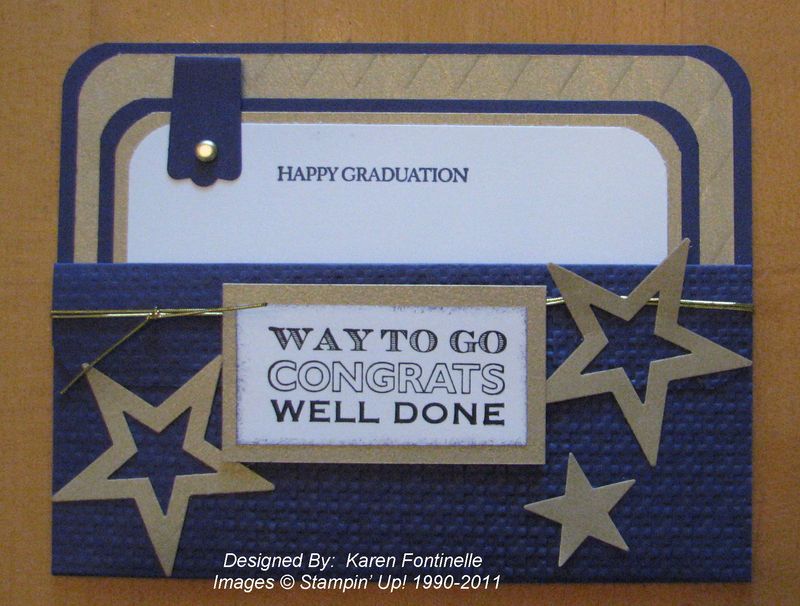 HAPPY GRADUATION
WAY TO GO
CONGRATS
WELL DONE
Designed By:  Karen Fontinelle
Images © Stampin' Up! 1990-2011